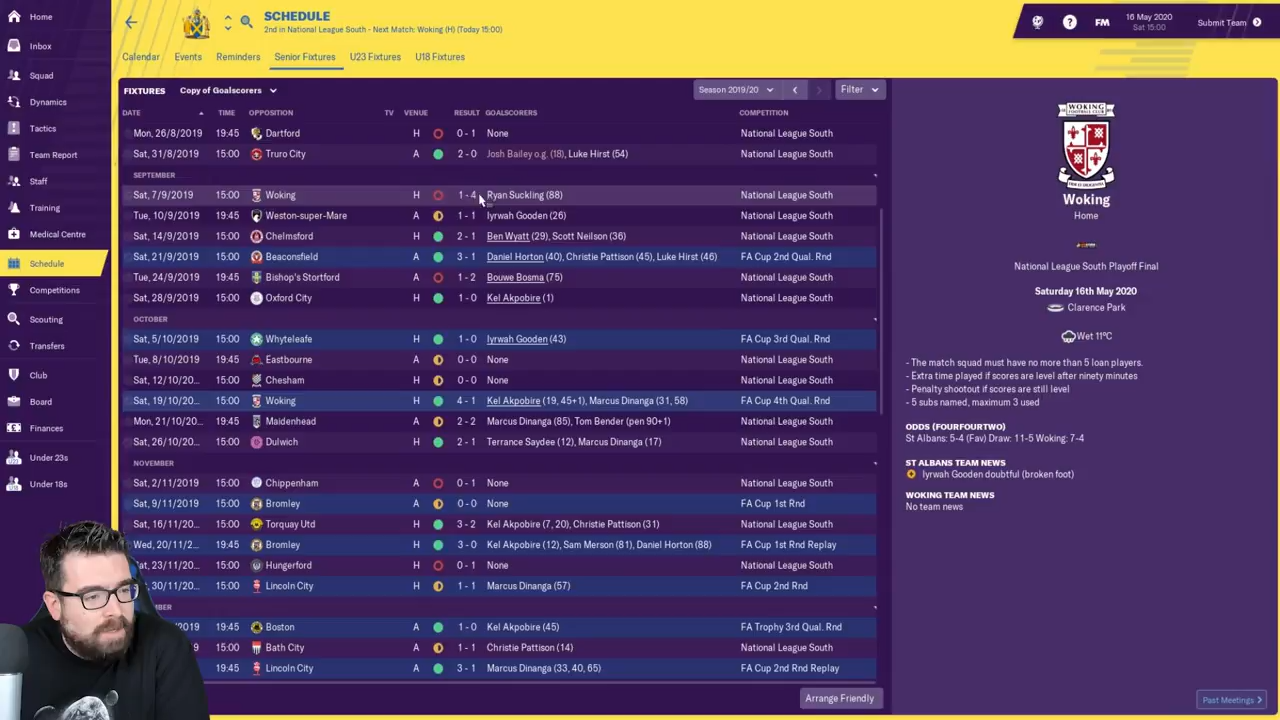 Home
Inbox
Squad
Dynamics
Tactics
Team Report
Staff
Training
Medical Centre
Schedule
Competitions
Scouting
Transfers
Club
Board
Finances
Under 23s
Under 18s
SCHEDULE
2nd in National League South - Next Match: Woking (H) (Today 15:00)
? FM 16 May 2020 Sat 15:00 Submit Team
Calendar Events Reminders Senior Fixtures U23 Fixtures U18 Fixtures
FIXTURES Copy of Goalscorers Season 2019/20 Filter
DATE TIME OPPOSITION TV VENUE RESULT GOALSCORERS COMPETITION
Mon, 26/8/2019 19:45 Dartford H 0 - 1 None National League South
Sat, 31/8/2019 15:00 Truro City A 2 - 0 Josh Bailey o.g. (18), Luke Hirst (54) National League South
SEPTEMBER
Sat, 7/9/2019 15:00 Woking H 1 - 4 Ryan Suckling (88) National League South
Tue, 10/9/2019 19:45 Weston-super-Mare A 1 - 1 Iyrwah Gooden (26) National League South
Sat, 14/9/2019 15:00 Chelmsford H 2 - 1 Ben Wyatt (29), Scott Neilson (36) National League South
Sat, 21/9/2019 15:00 Beaconsfield A 3 - 1 Daniel Horton (40), Christie Pattison (45), Luke Hirst (46) FA Cup 2nd Qual. Rnd
Tue, 24/9/2019 19:45 Bishop's Stortford A 1 - 2 Bouwe Bosma (75) National League South
Sat, 28/9/2019 15:00 Oxford City H 1 - 0 Kel Akpobire (1) National League South
OCTOBER
Sat, 5/10/2019 15:00 Whyteleafe H 1 - 0 Iyrwah Gooden (43) FA Cup 3rd Qual. Rnd
Tue, 8/10/2019 19:45 Eastbourne A 0 - 0 None National League South
Sat, 12/10/20... 15:00 Chesham H 0 - 0 None National League South
Sat, 19/10/20... 15:00 Woking H 4 - 1 Kel Akpobire (19, 45+1), Marcus Dinanga (31, 58) FA Cup 4th Qual. Rnd
Mon, 21/10/20... 19:45 Maidenhead A 2 - 2 Marcus Dinanga (85), Tom Bender (pen 90+1) National League South
Sat, 26/10/20... 15:00 Dulwich H 2 - 1 Terrance Saydee (12), Marcus Dinanga (17) National League South
NOVEMBER
Sat, 2/11/2019 15:00 Chippenham A 0 - 1 None National League South
Sat, 9/11/2019 15:00 Bromley A 0 - 0 None FA Cup 1st Rnd
Sat, 16/11/20... 15:00 Torquay Utd H 3 - 2 Kel Akpobire (7, 20), Christie Pattison (31) National League South
Wed, 20/11/2... 19:45 Bromley H 3 - 0 Kel Akpobire (12), Sam Merson (81), Daniel Horton (88) FA Cup 1st Rnd Replay
Sat, 23/11/20... 15:00 Hungerford H 0 - 1 None National League South
30/11/20... 15:00 Lincoln City H 1 - 1 Marcus Dinanga (57) FA Cup 2nd Rnd
2019 19:45 Boston A 1 - 0 Kel Akpobire (45) FA Trophy 3rd Qual. Rnd
15:00 Bath City A 1 - 1 Christie Pattison (14) National League South
19:45 Lincoln City A 3 - 1 Marcus Dinanga (33, 40, 65) FA Cup 2nd Rnd Replay
Arrange Friendly
WOKING
Woking
Home
National League South Playoff Final
Saturday 16th May 2020
Clarence Park
Wet 11°C
- The match squad must have no more than 5 loan players.
- Extra time played if scores are level after ninety minutes
- Penalty shootout if scores are still level
- 5 subs named, maximum 3 used
ODDS (FOURFOURTWO)
St Albans: 5-4 (Fav) Draw: 11-5 Woking: 7-4
ST ALBANS TEAM NEWS
Iyrwah Gooden doubtful (broken foot)
WOKING TEAM NEWS
No team news
Past Meetings